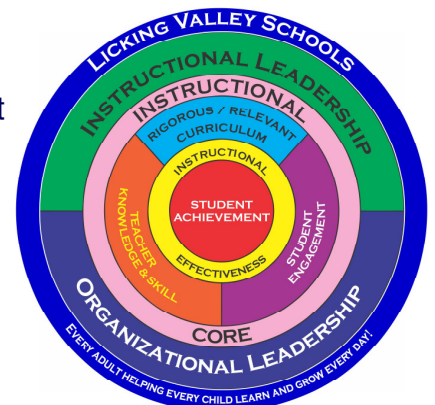 t
LICKING VALLEY SCHOOLS
INSTRUCTIONAL LEADERSHIP
INSTRUCTIONAL
RIGOROUS / RELEVANT
CURRICULUM
INSTRUCTIONAL
STUDENT
ACHIEVEMENT
EFFECTIVENESS
TEACHER
KNOWLEDGE & SKILL
STUDENT
ENGAGEMENT
CORE
ORGANIZATIONAL LEADERSHIP
EVERY ADULT HELPING EVERY CHILD LEARN AND GROW EVERY DAY!